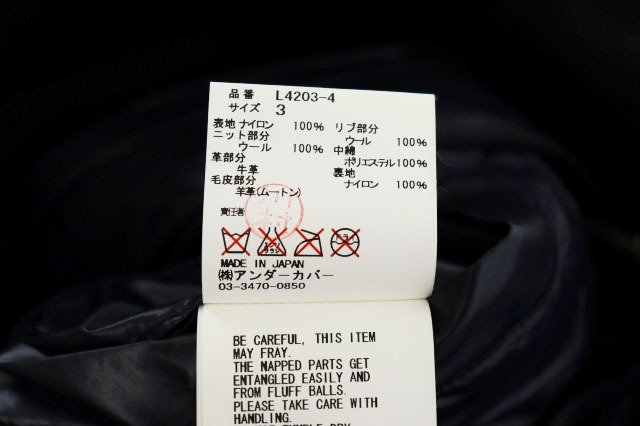 品番 L4203-4
サイズ 3
表地 ナイロン 100%
ニット部分
ウール 100%
革部分
牛革
毛皮部分
羊革(ムートン)
リブ部分
ウール 100%
中綿
ポリエステル 100%
裏地
ナイロン 100%
責任者
MADE IN JAPAN
(株)アンダーカバー
03-3470-0850
BE CAREFUL, THIS ITEM
MAY FRAY.
THE NAPPED PARTS GET
ENTANGLED EASILY AND
FROM FLUFF BALLS.
PLEASE TAKE CARE WITH
HANDLING.